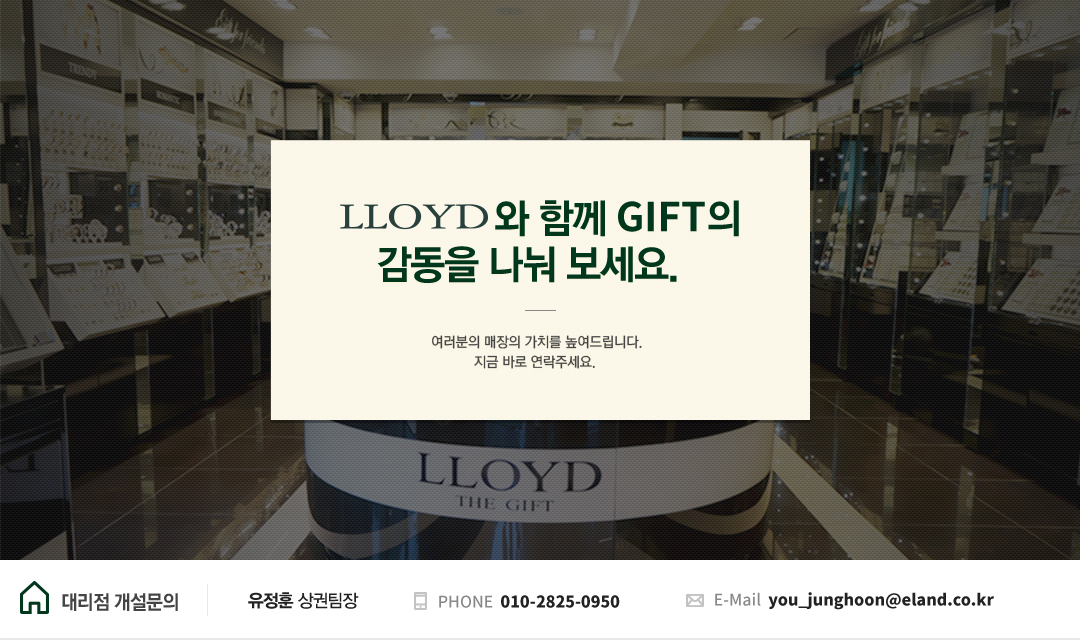 TRENDY
LLOYD와 함께 GIFT의
감동을 나눠 보세요.
여러분의 매장의 가치를 높여드립니다.
지금 바로 연락주세요.
LLOYD
THE GIFT
대리점 개설문의
유정훈 상권팀장
PHONE 010-2825-0950
E-Mail you_junghoon@eland.co.kr